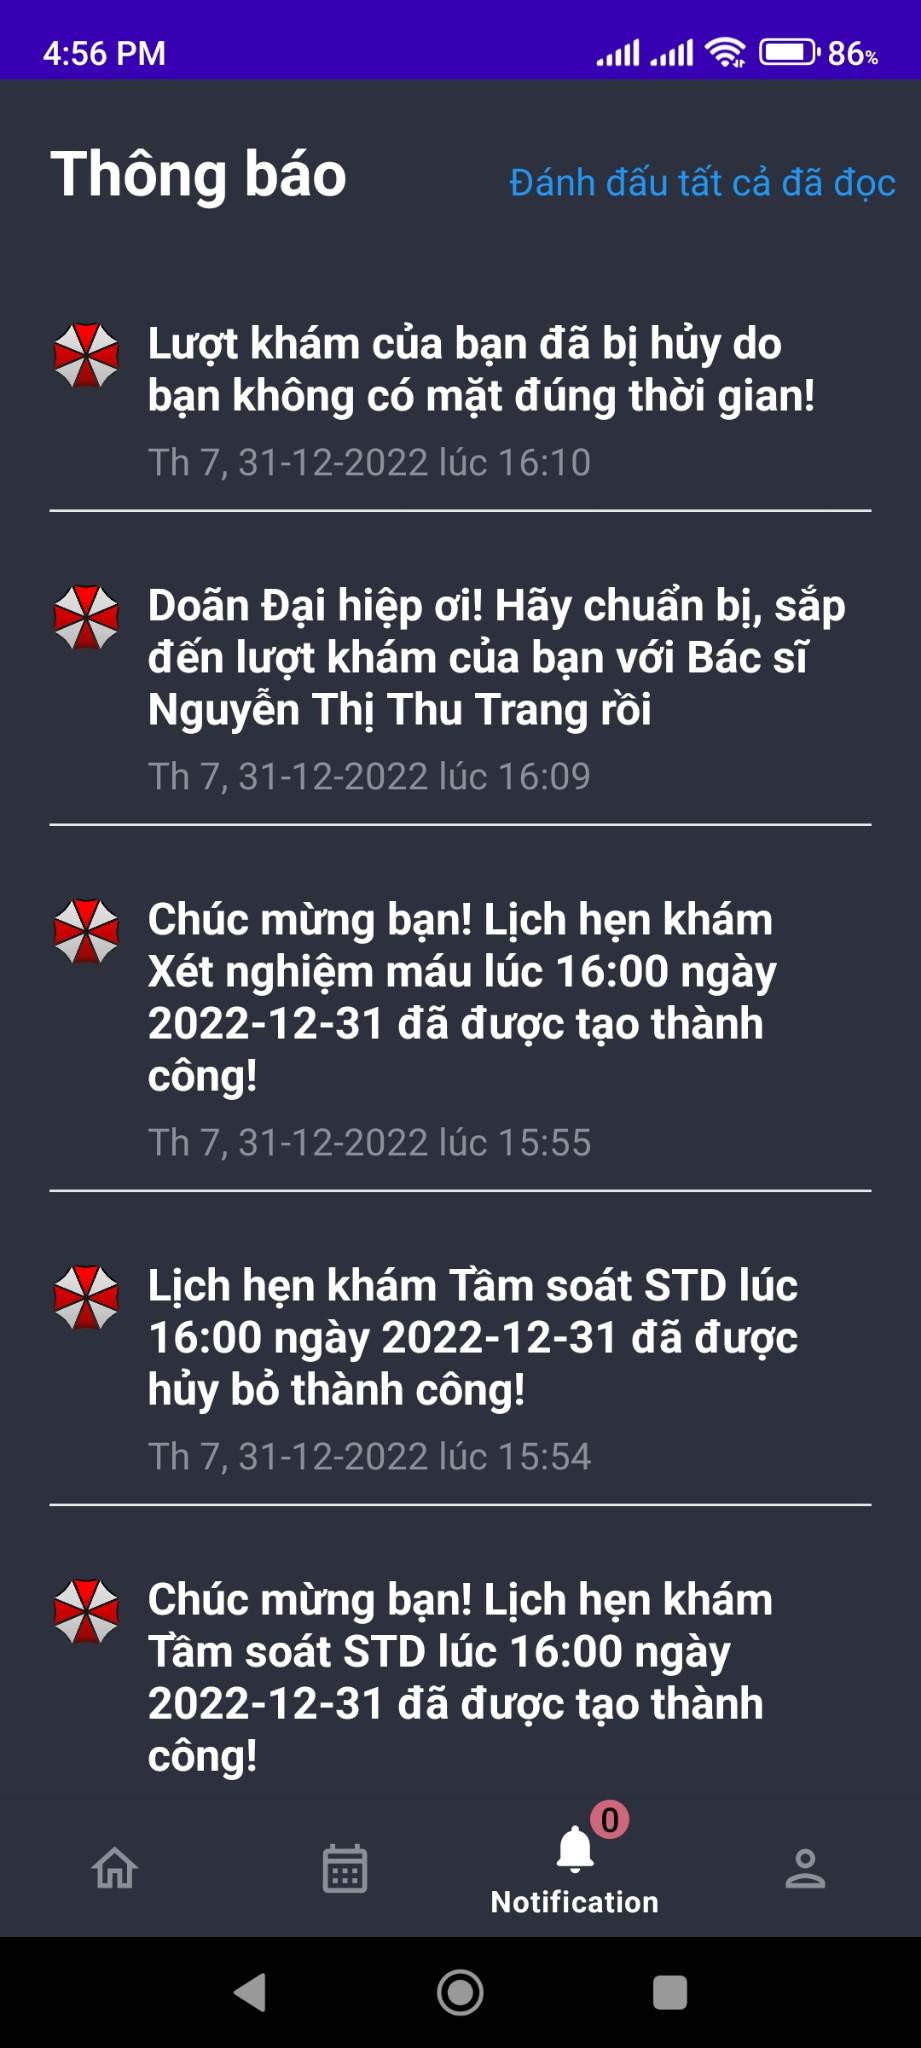 4:56 PM
86%
Thông báo
Đánh dấu tất cả đã đọc
Lượt khám của bạn đã bị hủy do
bạn không có mặt đúng thời gian!
Th 7, 31-12-2022 lúc 16:10
Doãn Đại hiệp ơi! Hãy chuẩn bị, sắp
đến lượt khám của bạn với Bác sĩ
Nguyễn Thị Thu Trang rồi
Th 7, 31-12-2022 lúc 16:09
Chúc mừng bạn! Lịch hẹn khám
Xét nghiệm máu lúc 16:00 ngày
2022-12-31 đã được tạo thành
công!
Th 7, 31-12-2022 lúc 15:55
Lịch hẹn khám Tầm soát STD lúc
16:00 ngày 2022-12-31 đã được
hủy bỏ thành công!
Th 7, 31-12-2022 lúc 15:54
Chúc mừng bạn! Lịch hẹn khám
Tầm soát STD lúc 16:00 ngày
2022-12-31 đã được tạo thành
công!
0
Notification